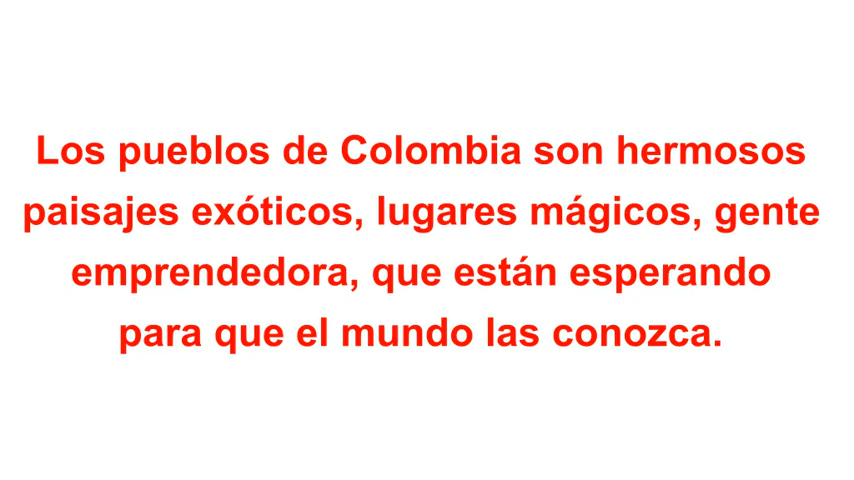 Los pueblos de Colombia son hermosos
paisajes exóticos, lugares mágicos, gente
emprendedora, que están esperando
para que el mundo las conozca.